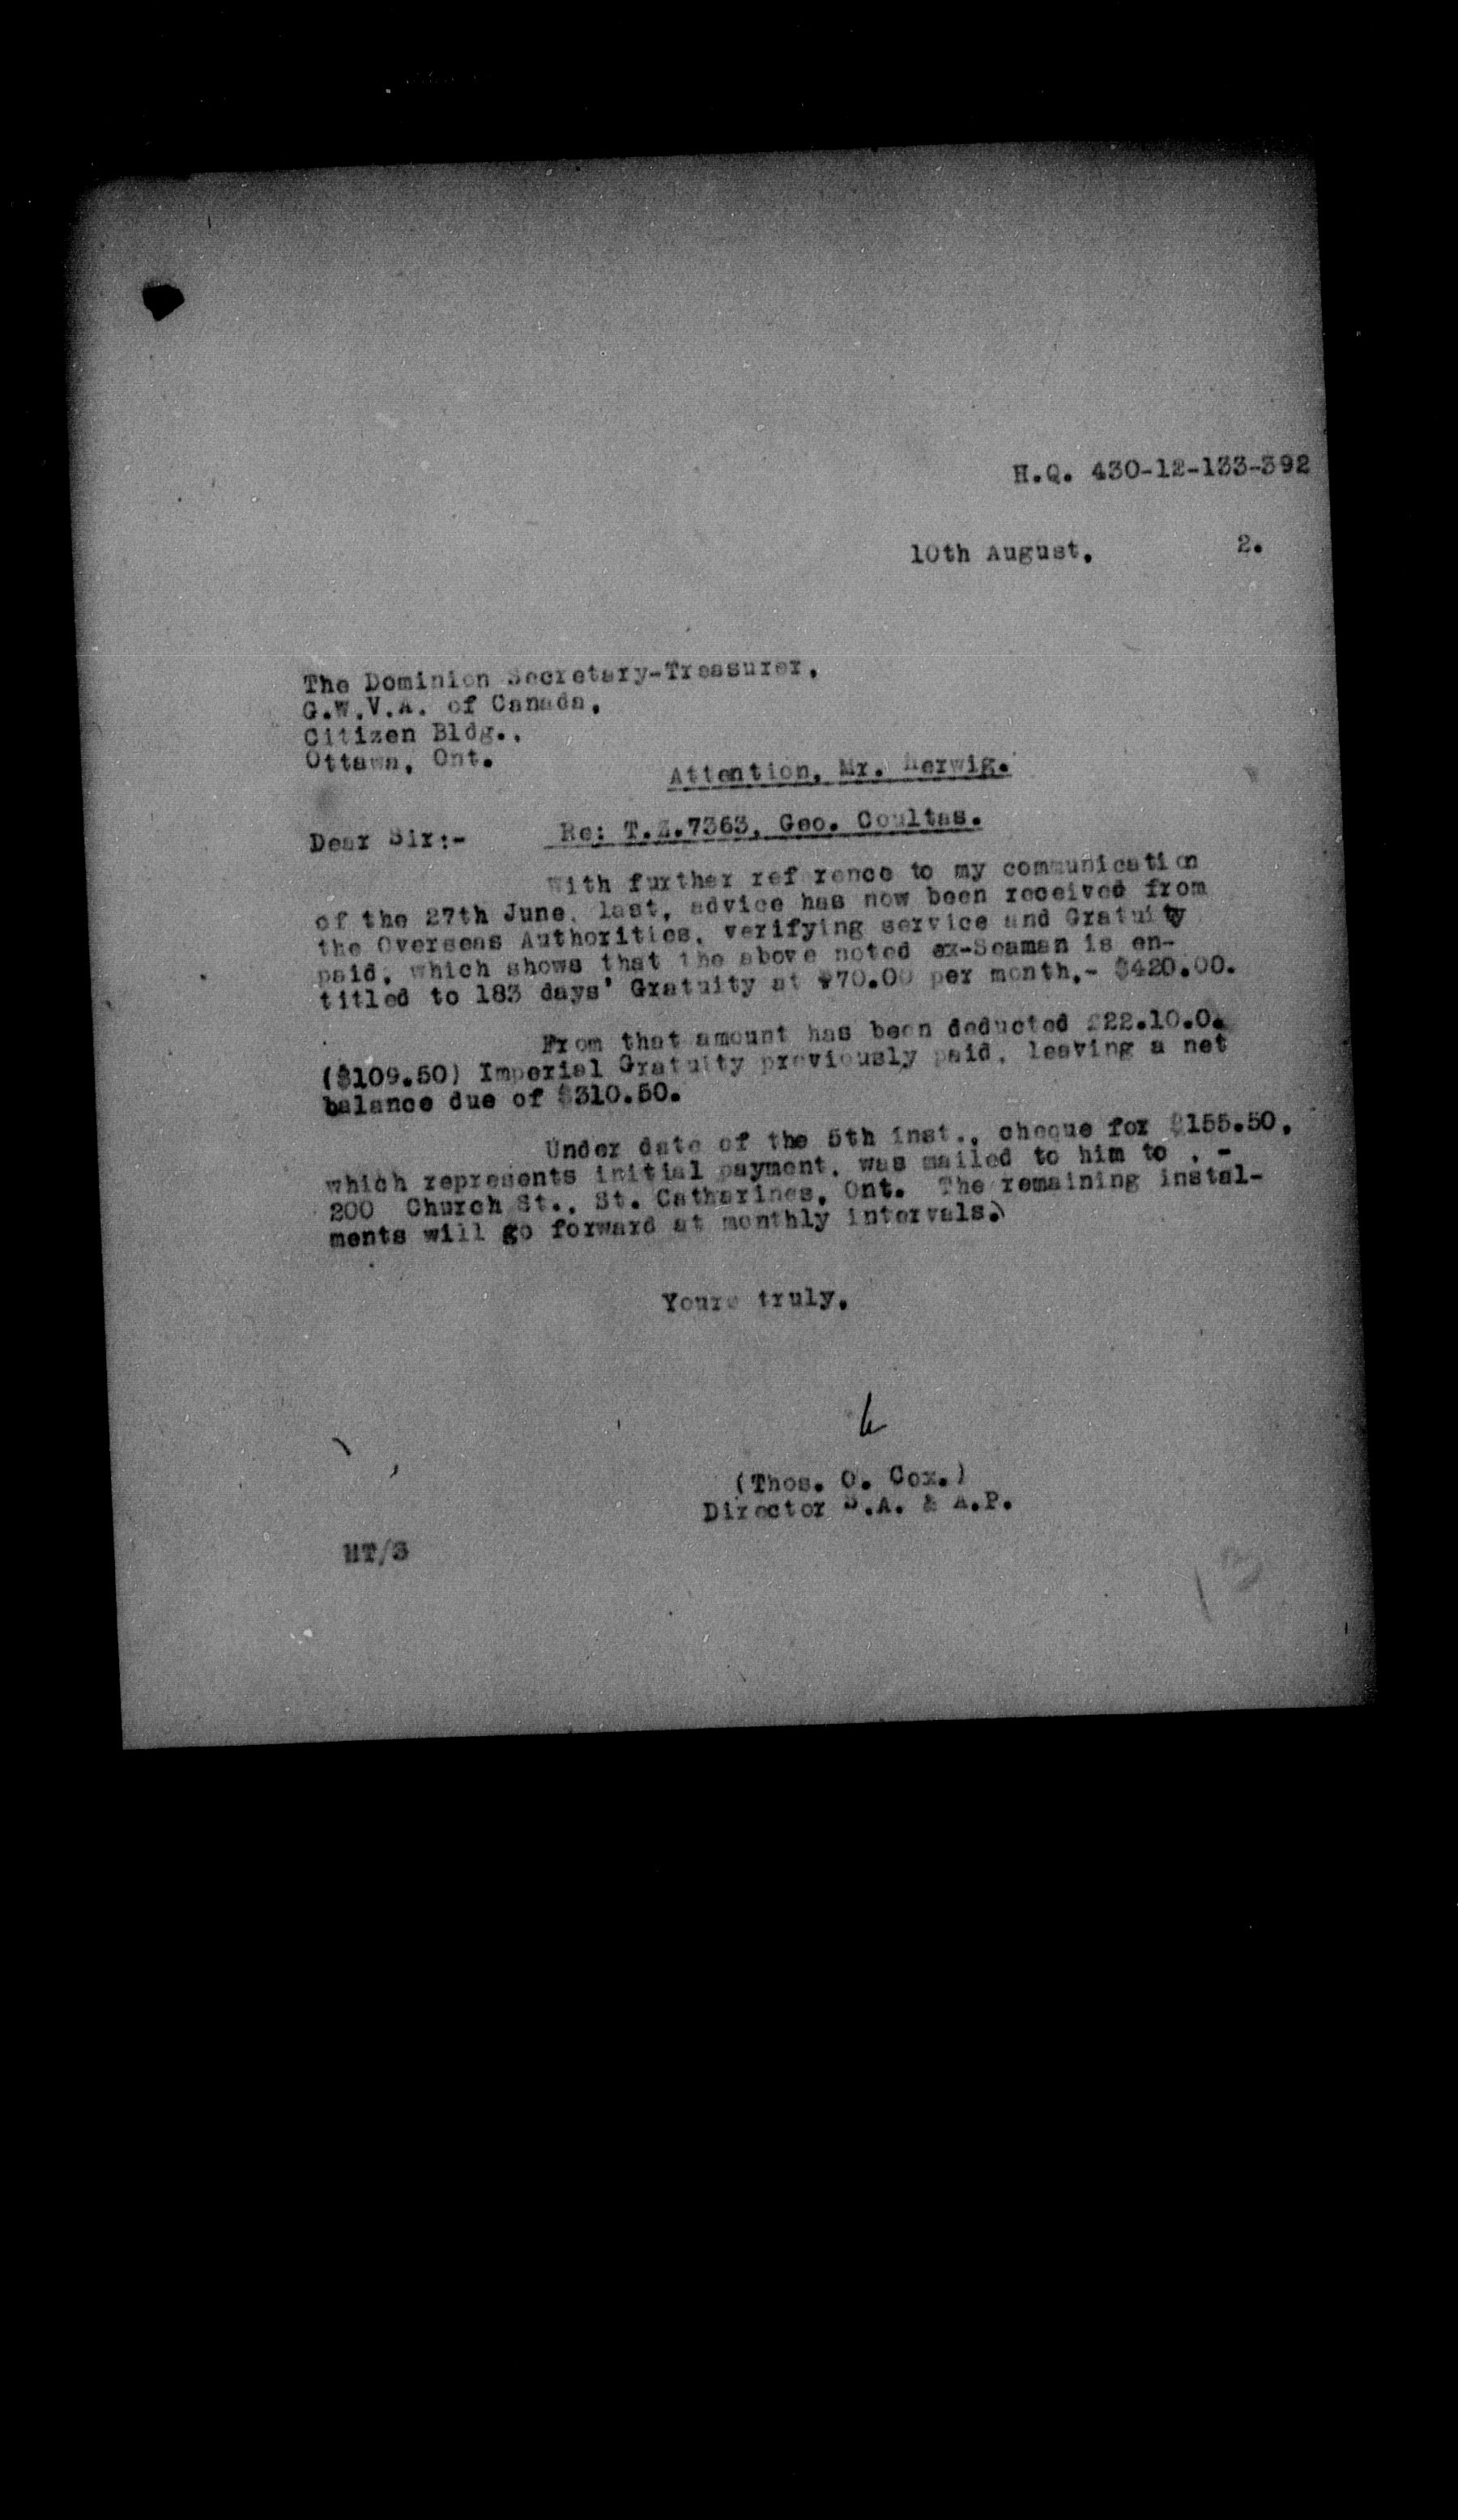 H.Q. 430-12-133-392
10th August, 2.
The Dominion Secretary-Treasurer,
G.W.V.A. of Canada,
Citizen Bldg.,
Ottawa, Ont.
Attention, Mr. Herwig.
Dear Sir:- Re: T.Z.7363, Geo. Coultas.
With further ref rence to my communication
of the 27th June, last, advice has now been received from
the Overseas Authorities, verifying service and Gratuity
paid, which shows that the above noted ex-Seaman is en-
titled to 183 days' Gratuity at $70.00 per month,- $420.00.
From that amount has been deducted £22.10.0.
($109.50) Imperial Gratuity previously paid, leaving a net
balance due of $310.50.
Under date of the 5th inst., cheque for $155.50,
which represents initial payment, was mailed to him to , -
200 Church St., St. Catharines, Ont. The remaining instal-
ments will go forward at monthly intervals.
Yours truly,
(Thos. O. Cox.)
Director S.A. & A.P.
HT/3